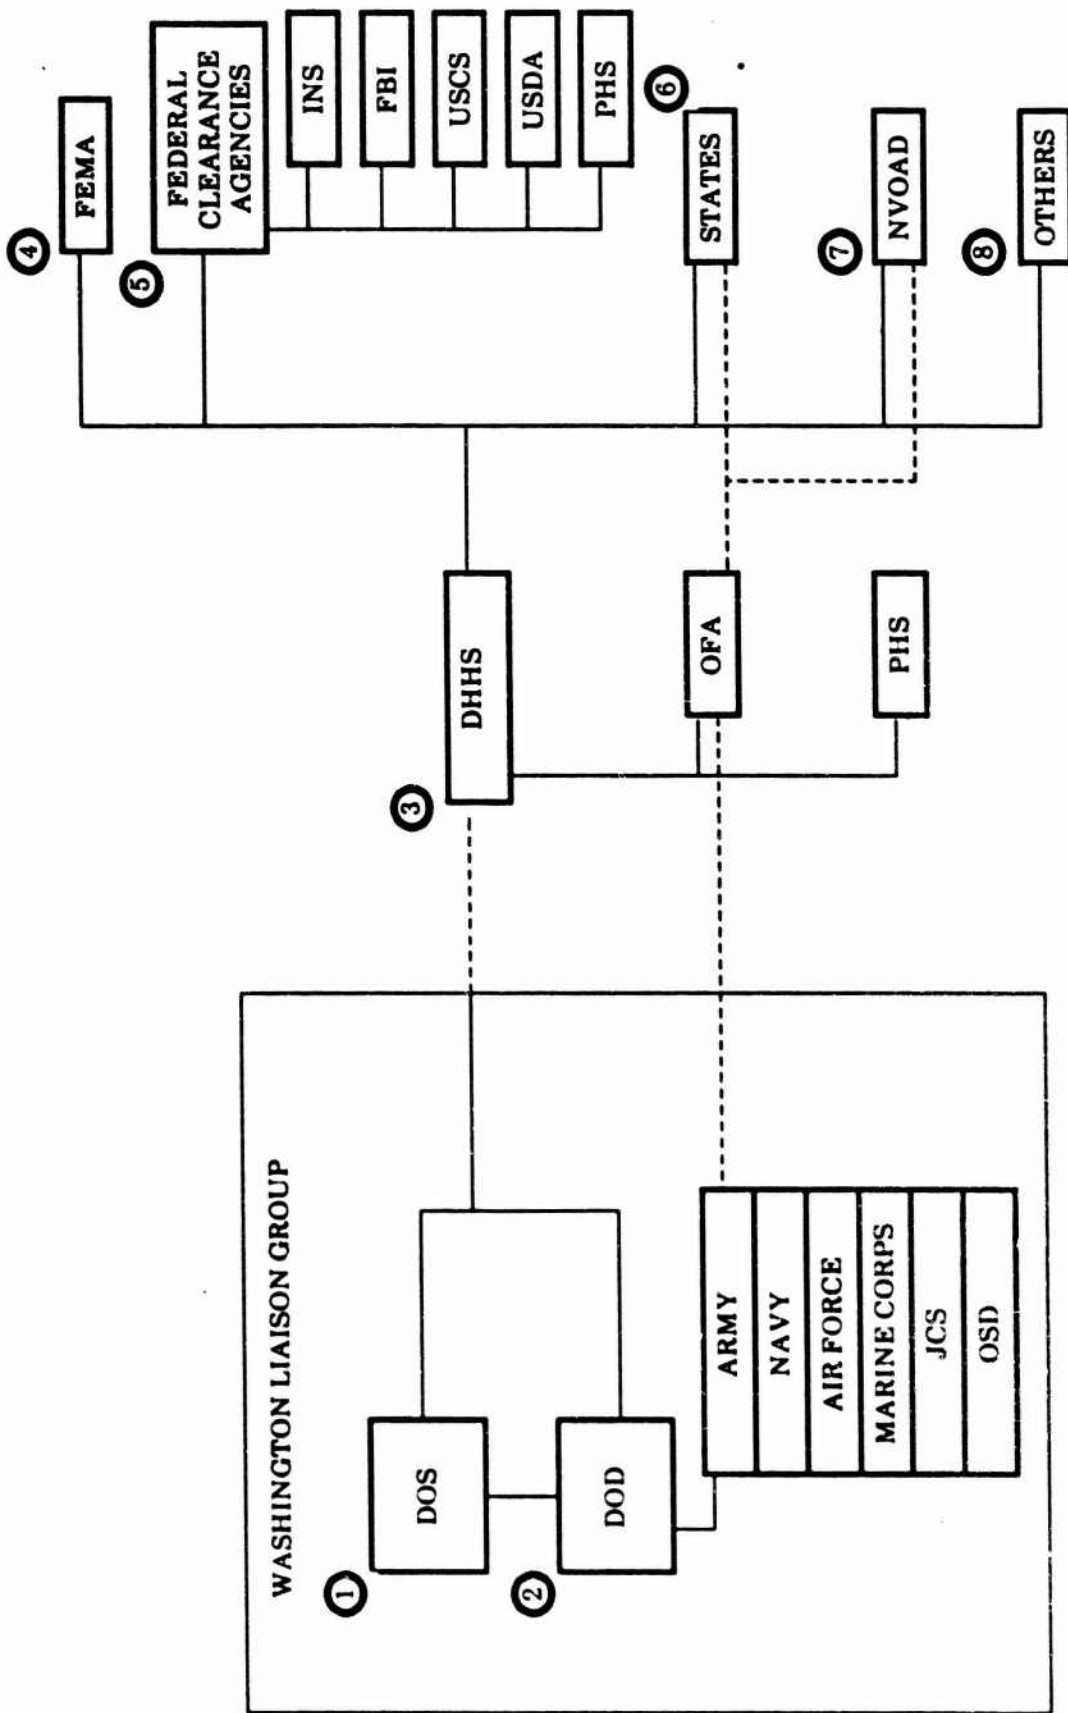 WASHINGTON LIAISON GROUP
1
DOS
2
DOD
ARMY
NAVY
AIR FORCE
MARINE CORPS
JCS
OSD
3
DHHS
OFA
PHS
4
FEMA
5
FEDERAL
CLEARANCE
AGENCIES
INS
FBI
USCS
USDA
PHS
6
STATES
7
NVOAD
8
OTHERS